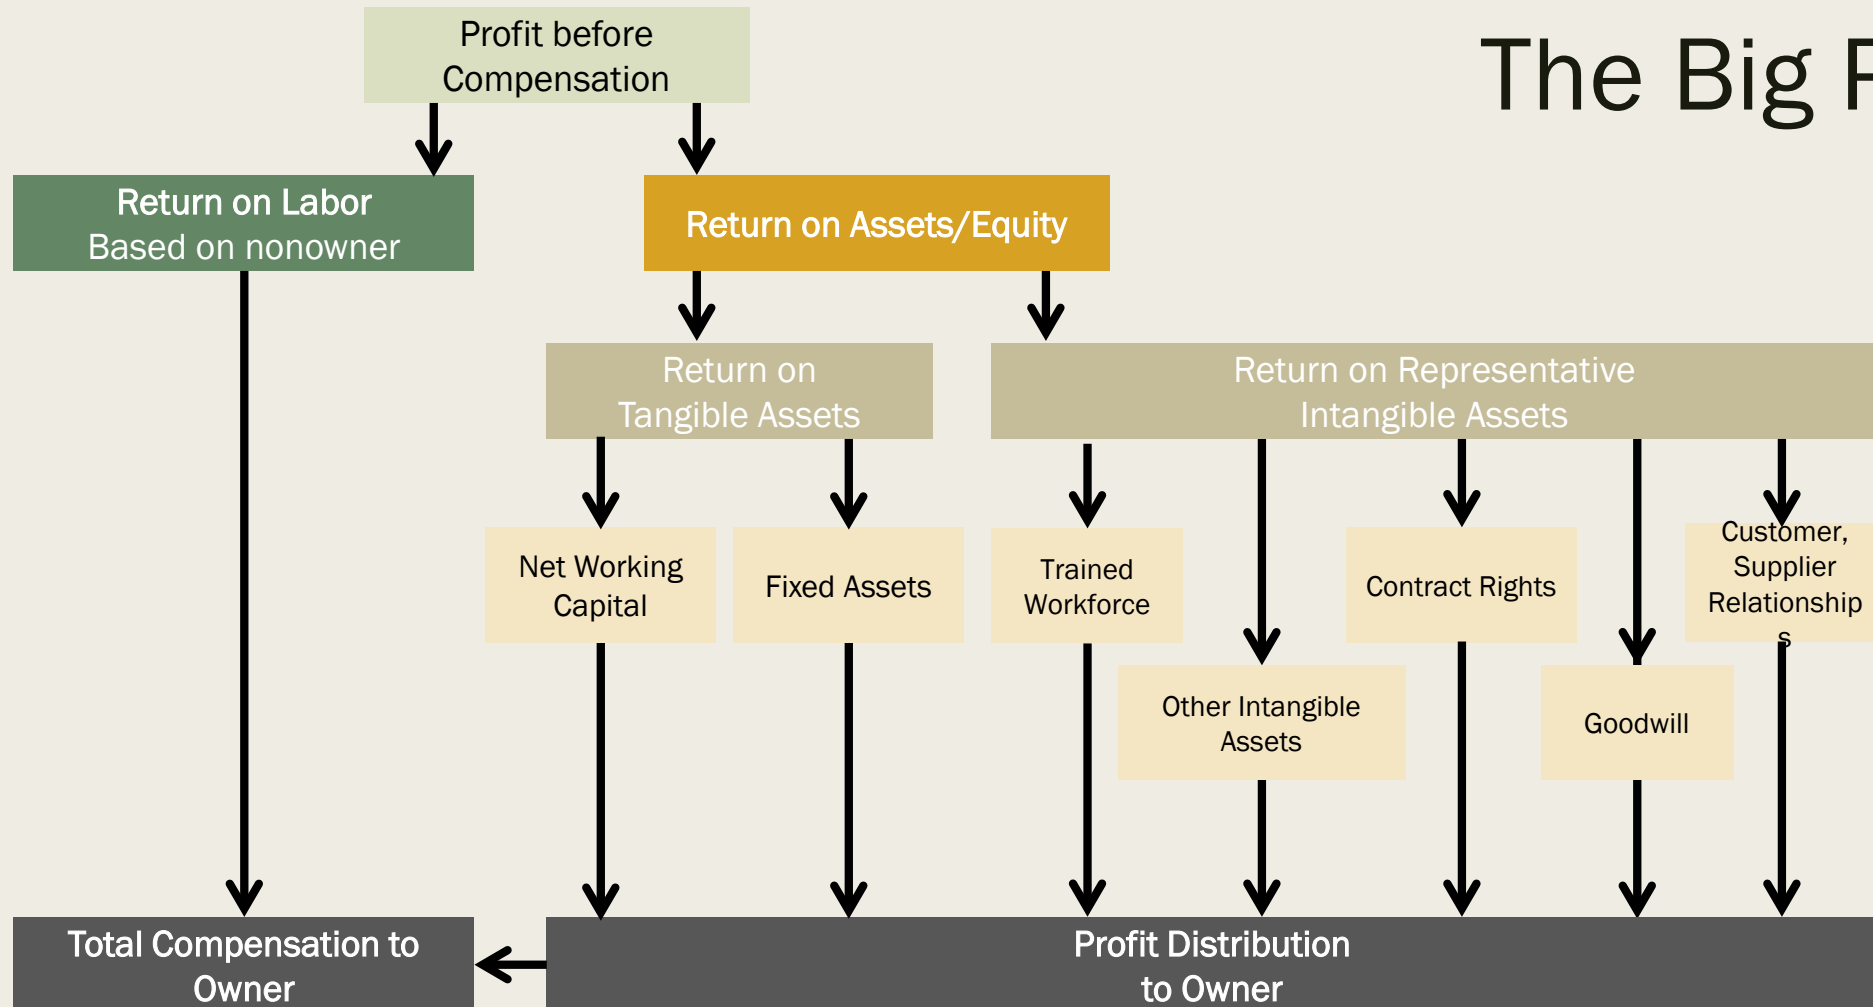 The Big
Profit before
Compensation
Return on Labor
Based on nonowner
Return on Assets/Equity
Return on
Tangible Assets
Return on Representative
Intangible Assets
Net Working
Capital
Fixed Assets
Trained
Workforce
Contract Rights
Customer,
Supplier
Relationship
s
Other Intangible
Assets
Goodwill
Total Compensation to
Owner
Profit Distribution
to Owner